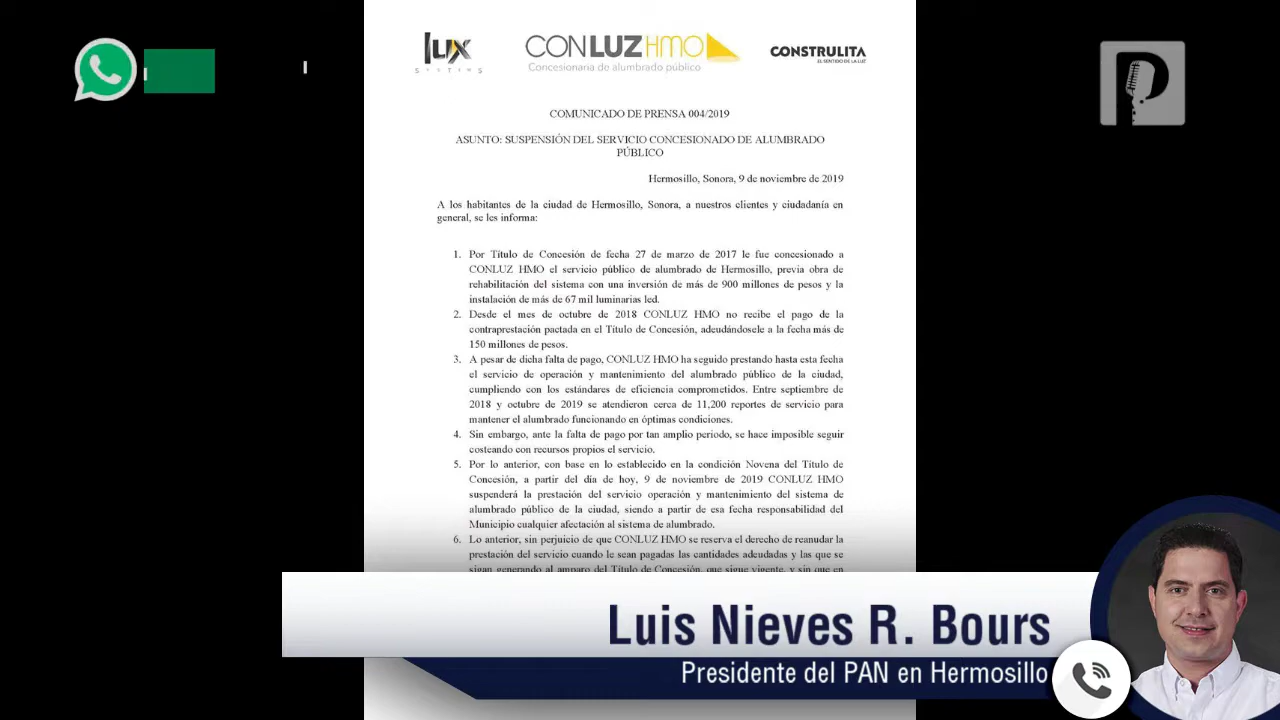 lux
SYSTEMS
CONLUZ HMO
Concesionaria de alumbrado público
CONSTRULITA
EL SENTIDO DE LA LUZ
COMUNICADO DE PRENSA 004/2019
ASUNTO: SUSPENSIÓN DEL SERVICIO CONCESIONADO DE ALUMBRADO
PÚBLICO
Hermosillo, Sonora, 9 de noviembre de 2019
A los habitantes de la ciudad de Hermosillo, Sonora, a nuestros clientes y ciudadanía en
general, se les informa:
1. Por Título de Concesión de fecha 27 de marzo de 2017 le fue concesionado a
CONLUZ HMO el servicio público de alumbrado de Hermosillo, previa obra de
rehabilitación del sistema con una inversión de más de 900 millones de pesos y la
instalación de más de 67 mil luminarias led.
2. Desde el mes de octubre de 2018 CONLUZ HMO no recibe el pago de la
contraprestación pactada en el Título de Concesión, adeudándosele a la fecha más de
150 millones de pesos.
3. A pesar de dicha falta de pago, CONLUZ HMO ha seguido prestando hasta esta fecha
el servicio de operación y mantenimiento del alumbrado público de la ciudad,
cumpliendo con los estándares de eficiencia comprometidos. Entre septiembre de
2018 y octubre de 2019 se atendieron cerca de 11,200 reportes de servicio para
mantener el alumbrado funcionando en óptimas condiciones.
4. Sin embargo, ante la falta de pago por tan amplio periodo, se hace imposible seguir
costeando con recursos propios el servicio.
5. Por lo anterior, con base en lo establecido en la condición Novena del Título de
Concesión, a partir del día de hoy, 9 de noviembre de 2019 CONLUZ HMO
suspenderá la prestación del servicio operación y mantenimiento del sistema de
alumbrado público de la ciudad, siendo a partir de esa fecha responsabilidad del
Municipio cualquier afectación al sistema de alumbrado.
6. Lo anterior, sin perjuicio de que CONLUZ HMO se reserva el derecho de reanudar la
prestación del servicio cuando le sean pagadas las cantidades adeudadas y las que se
sigan generando al amparo del Título de Concesión, que sigue vigente, y sin que en
Luis Nieves R. Bours
Presidente del PAN en Hermosillo